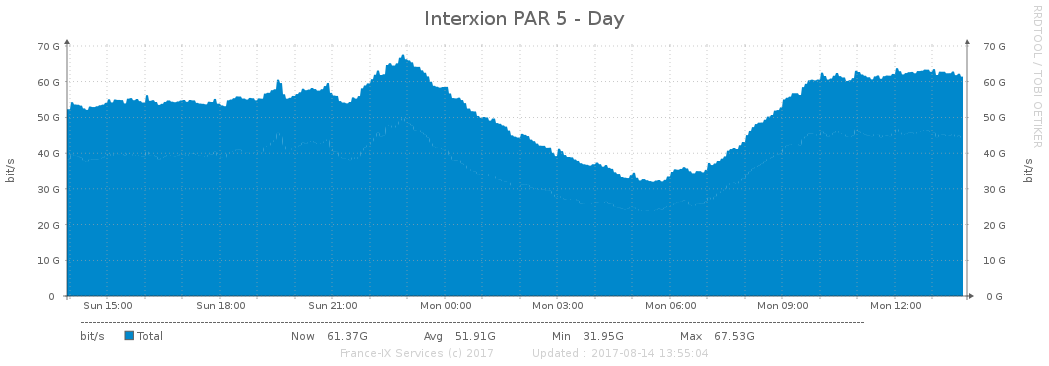 Interxion PAR 5 - Day
RRDTOOL / TOBI OETIKER
70 G 70 G
60 G 60 G
50 G 50 G
40 G 40 G
30 G 30 G
20 G 20 G
10 G 10 G
0 0 G
bit/s bit/s
Sun 15:00 Sun 18:00 Sun 21:00 Mon 00:00 Mon 03:00 Mon 06:00 Mon 09:00 Mon 12:00
bit/s Total Now 61.37G Avg 51.91G Min 31.95G Max 67.53G
France-IX Services (c) 2017 Updated : 2017-08-14 13:55:04